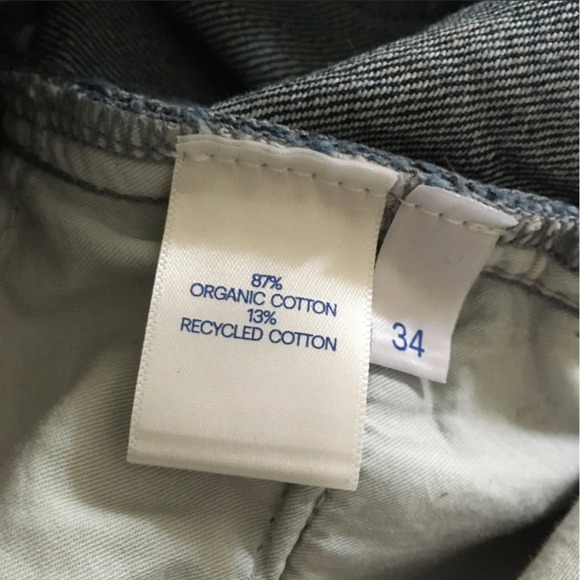 87%
ORGANIC COTTON
13%
RECYCLED COTTON
34